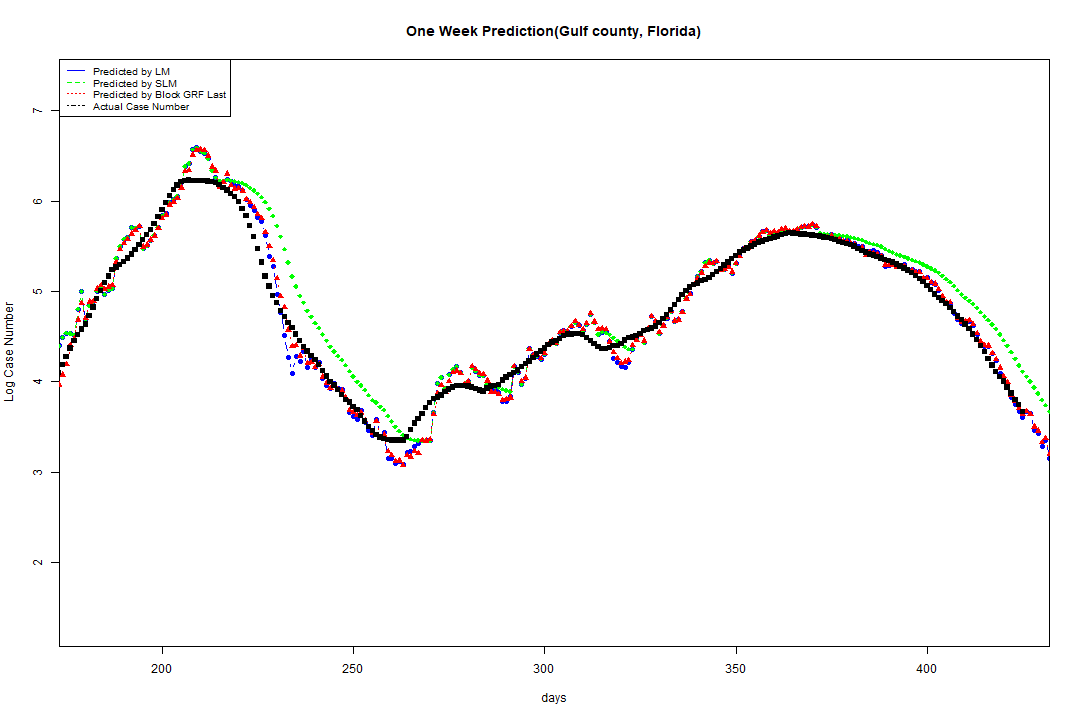 One Week Prediction(Gulf county, Florida)
Predicted by LM
Predicted by SLM
Predicted by Block GRF Last
Actual Case Number
7
6
5
4
3
2
Log Case Number
200 250 300 350 400
days